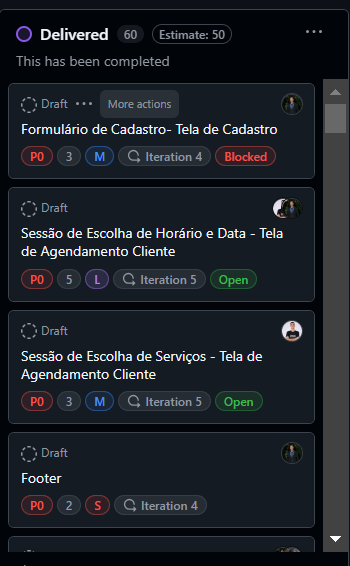 Delivered 60 Estimate: 50 ...
This has been completed
Draft ... More actions
Formulário de Cadastro- Tela de Cadastro
P0 3 M Iteration 4 Blocked
Draft
Sessão de Escolha de Horário e Data - Tela
de Agendamento Cliente
P0 5 L Iteration 5 Open
Draft
Sessão de Escolha de Serviços - Tela de
Agendamento Cliente
P0 3 M Iteration 5 Open
Draft
Footer
P0 2 S Iteration 4